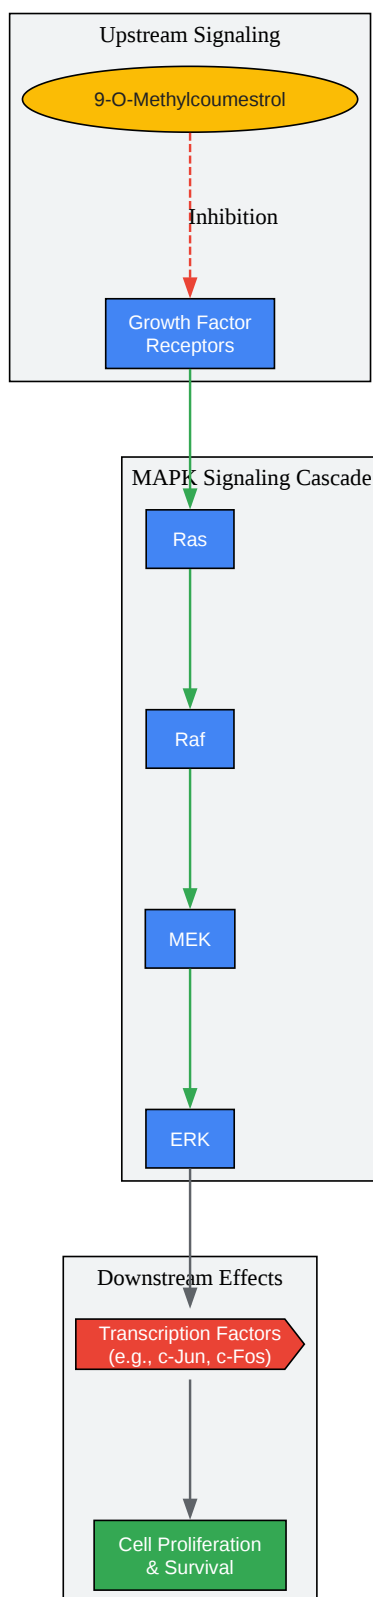 Upstream Signaling
9-O-Methylcoumestrol
Inhibition
Growth Factor
Receptors
MAPK Signaling Cascade
Ras
Raf
MEK
ERK
Downstream Effects
Transcription Factors
(e.g., c-Jun, c-Fos)
Cell Proliferation
& Survival